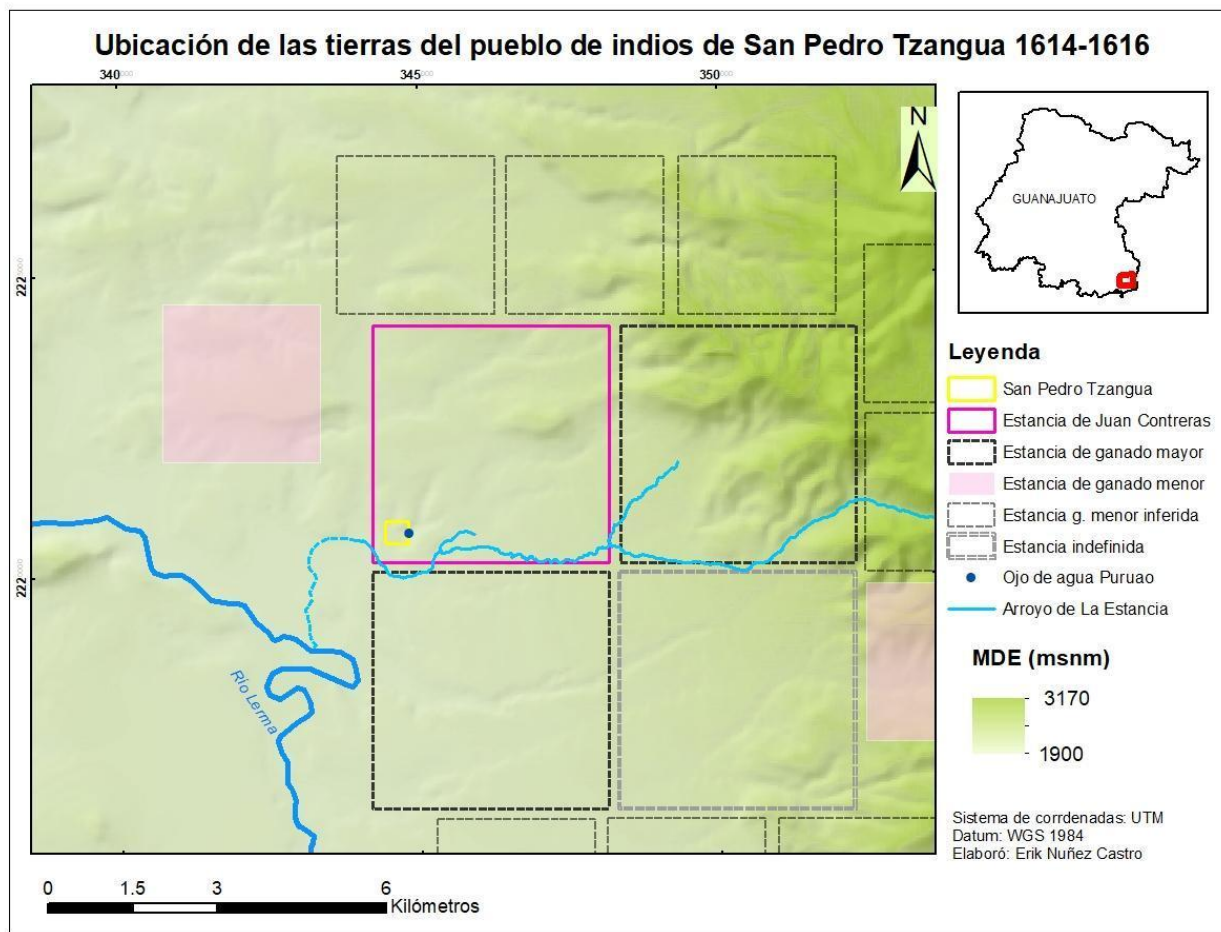 Ubicación de las tierras del pueblo de indios de San Pedro Tzangua 1614-1616
340000
345000
350000
N
222
GUANAJUATO
Leyenda
San Pedro Tzangua
Estancia de Juan Contreras
Estancia de ganado mayor
Estancia de ganado menor
Estancia g. menor inferida
Estancia indefinida
Ojo de agua Puruao
Arroyo de La Estancia
222
Río Lerma
MDE (msnm)
3170
1900
Sistema de corrdenadas: UTM
Datum: WGS 1984
Elaboró: Erik Nuñez Castro
0 1.5 3 6
Kilómetros